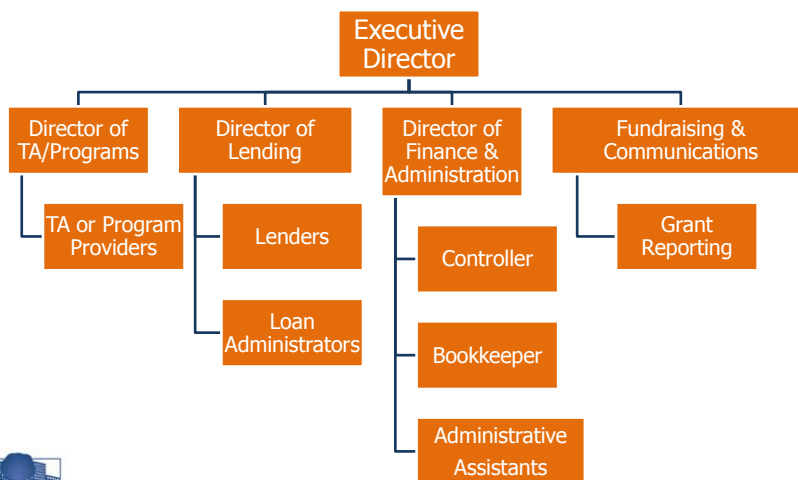 Executive
Director
Director of
TA/Programs
Director of
Lending
Director of
Finance &
Administration
Fundraising &
Communications
TA or Program
Providers
Lenders
Grant
Reporting
Controller
Loan
Administrators
Bookkeeper
Administrative
Assistants